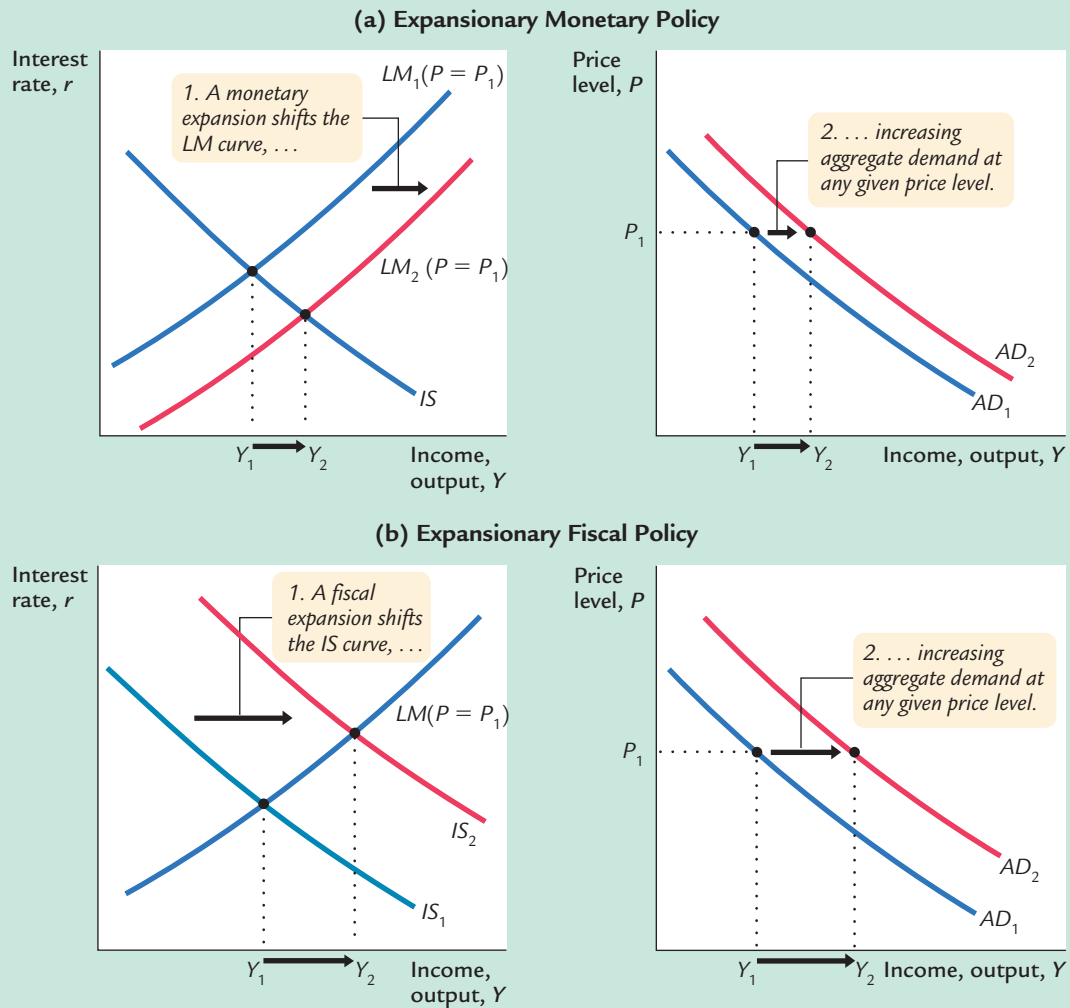 (a) Expansionary Monetary Policy
Interest
rate, r
1. A monetary
expansion shifts the
LM curve, . . .
LM₁(P = P₁)
LM₂ (P = P₁)
IS
Y₁
Y₂
Income,
output, Y
Price
level, P
2. . . . increasing
aggregate demand at
any given price level.
P₁
AD₂
AD₁
Y₁
Y₂
Income, output, Y
(b) Expansionary Fiscal Policy
Interest
rate, r
1. A fiscal
expansion shifts
the IS curve, . . .
LM(P = P₁)
IS₂
IS₁
Y₁
Y₂
Income,
output, Y
Price
level, P
2. . . . increasing
aggregate demand at
any given price level.
P₁
AD₂
AD₁
Y₁
Y₂
Income, output, Y